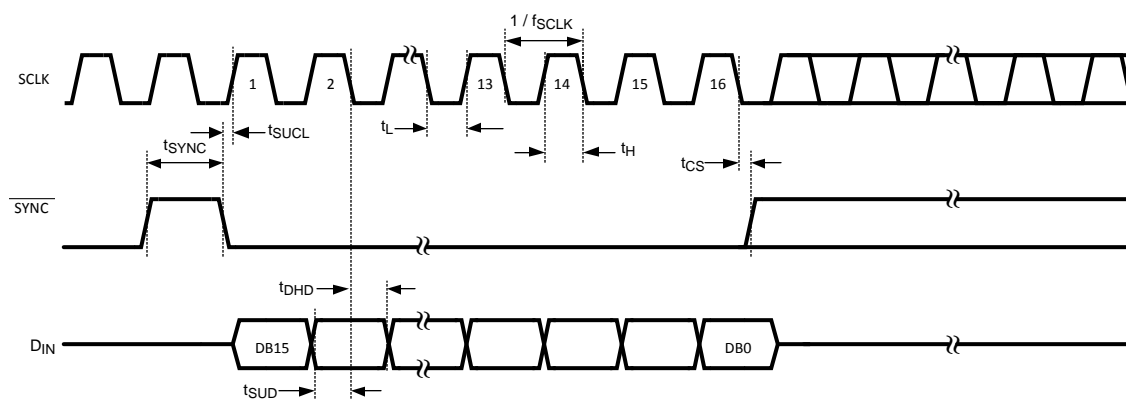 1 / fSCLK
SCLK
1
2
13
14
15
16
tSUCL
tL
tSYNC
tH
tCS
SYNC
tDHD
DIN
DB15
DB0
tSUD